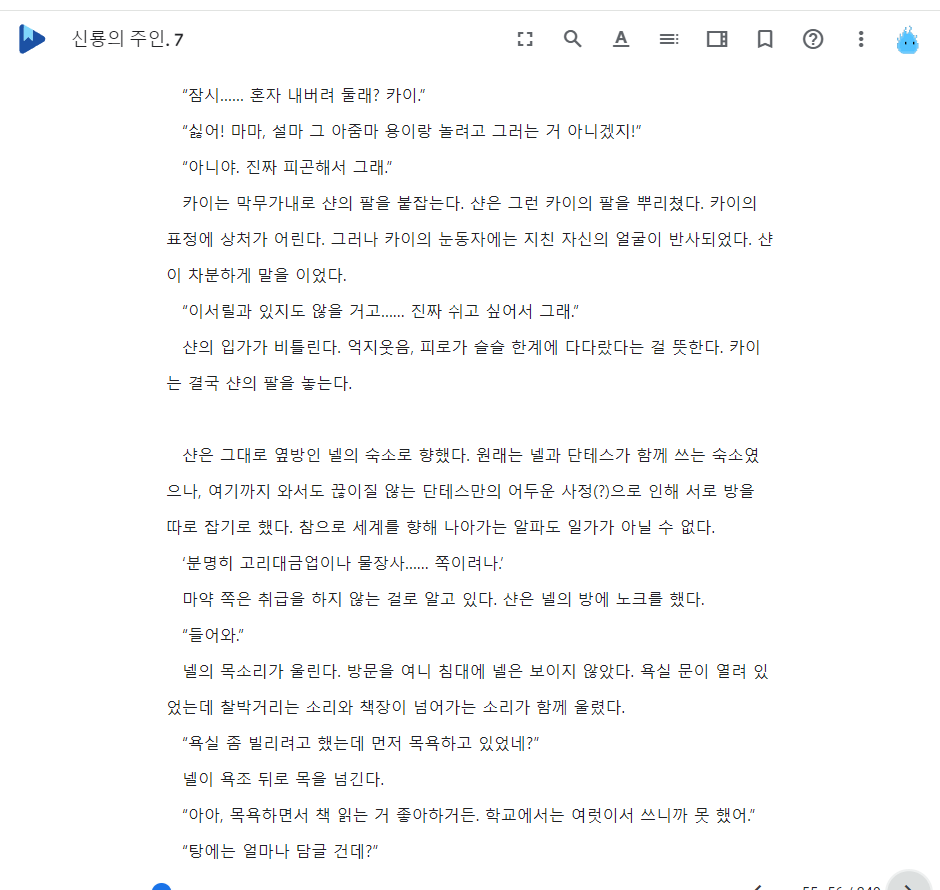 신룡의 주인. 7
“잠시...... 혼자 내버려 둘래? 카이.”
“싫어! 마마, 설마 그 아줌마 용이랑 놀려고 그러는 거 아니겠지!”
“아니야. 진짜 피곤해서 그래.”
카이는 막무가내로 샨의 팔을 붙잡는다. 샨은 그런 카이의 팔을 뿌리쳤다. 카이의
표정에 상처가 어린다. 그러나 카이의 눈동자에는 지친 자신의 얼굴이 반사되었다. 샨
이 차분하게 말을 이었다.
“이서릴과 있지도 않을 거고...... 진짜 쉬고 싶어서 그래.”
샨의 입가가 비틀린다. 억지웃음, 피로가 슬슬 한계에 다다랐다는 걸 뜻한다. 카이
는 결국 샨의 팔을 놓는다.
샨은 그대로 옆방인 넬의 숙소로 향했다. 원래는 넬과 단테스가 함께 쓰는 숙소였
으나, 여기까지 와서도 끊이질 않는 단테스만의 어두운 사정(?)으로 인해 서로 방을
따로 잡기로 했다. 참으로 세계를 향해 나아가는 알파도 일가가 아닐 수 없다.
‘분명히 고리대금업이나 물장사...... 쪽이려나.’
마약 쪽은 취급을 하지 않는 걸로 알고 있다. 샨은 넬의 방에 노크를 했다.
“들어와.”
넬의 목소리가 울린다. 방문을 여니 침대에 넬은 보이지 않았다. 욕실 문이 열려 있
었는데 찰박거리는 소리와 책장이 넘어가는 소리가 함께 울렸다.
“욕실 좀 빌리려고 했는데 먼저 목욕하고 있었네?”
넬이 욕조 뒤로 목을 넘긴다.
“아아, 목욕하면서 책 읽는 거 좋아하거든. 학교에서는 여럿이서 쓰니까 못 했어.”
“탕에는 얼마나 담글 건데?”